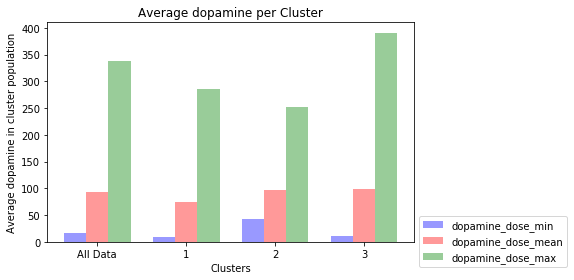 Average dopamine per Cluster
Average dopamine in cluster population
400
350
300
250
200
150
100
50
0
All Data
1
2
3
Clusters
dopamine_dose_min
dopamine_dose_mean
dopamine_dose_max